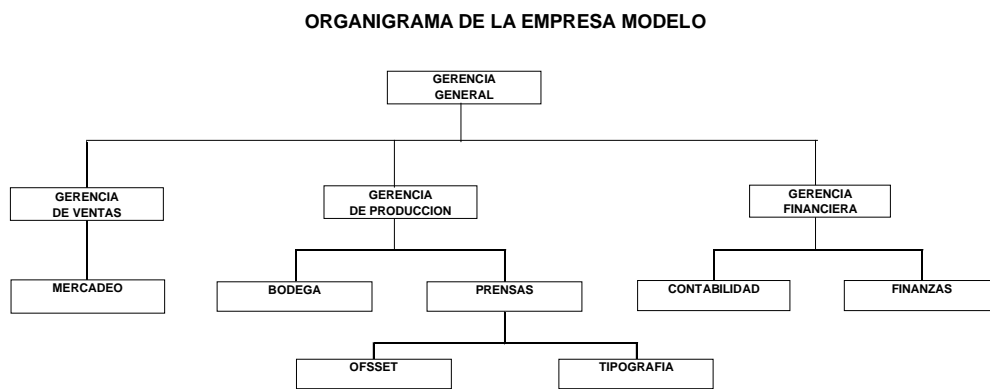 ORGANIGRAMA DE LA EMPRESA MODELO
GERENCIA
GENERAL
GERENCIA
DE VENTAS
GERENCIA
DE PRODUCCION
GERENCIA
FINANCIERA
MERCADEO
BODEGA
PRENSAS
CONTABILIDAD
FINANZAS
OFSSET
TIPOGRAFIA